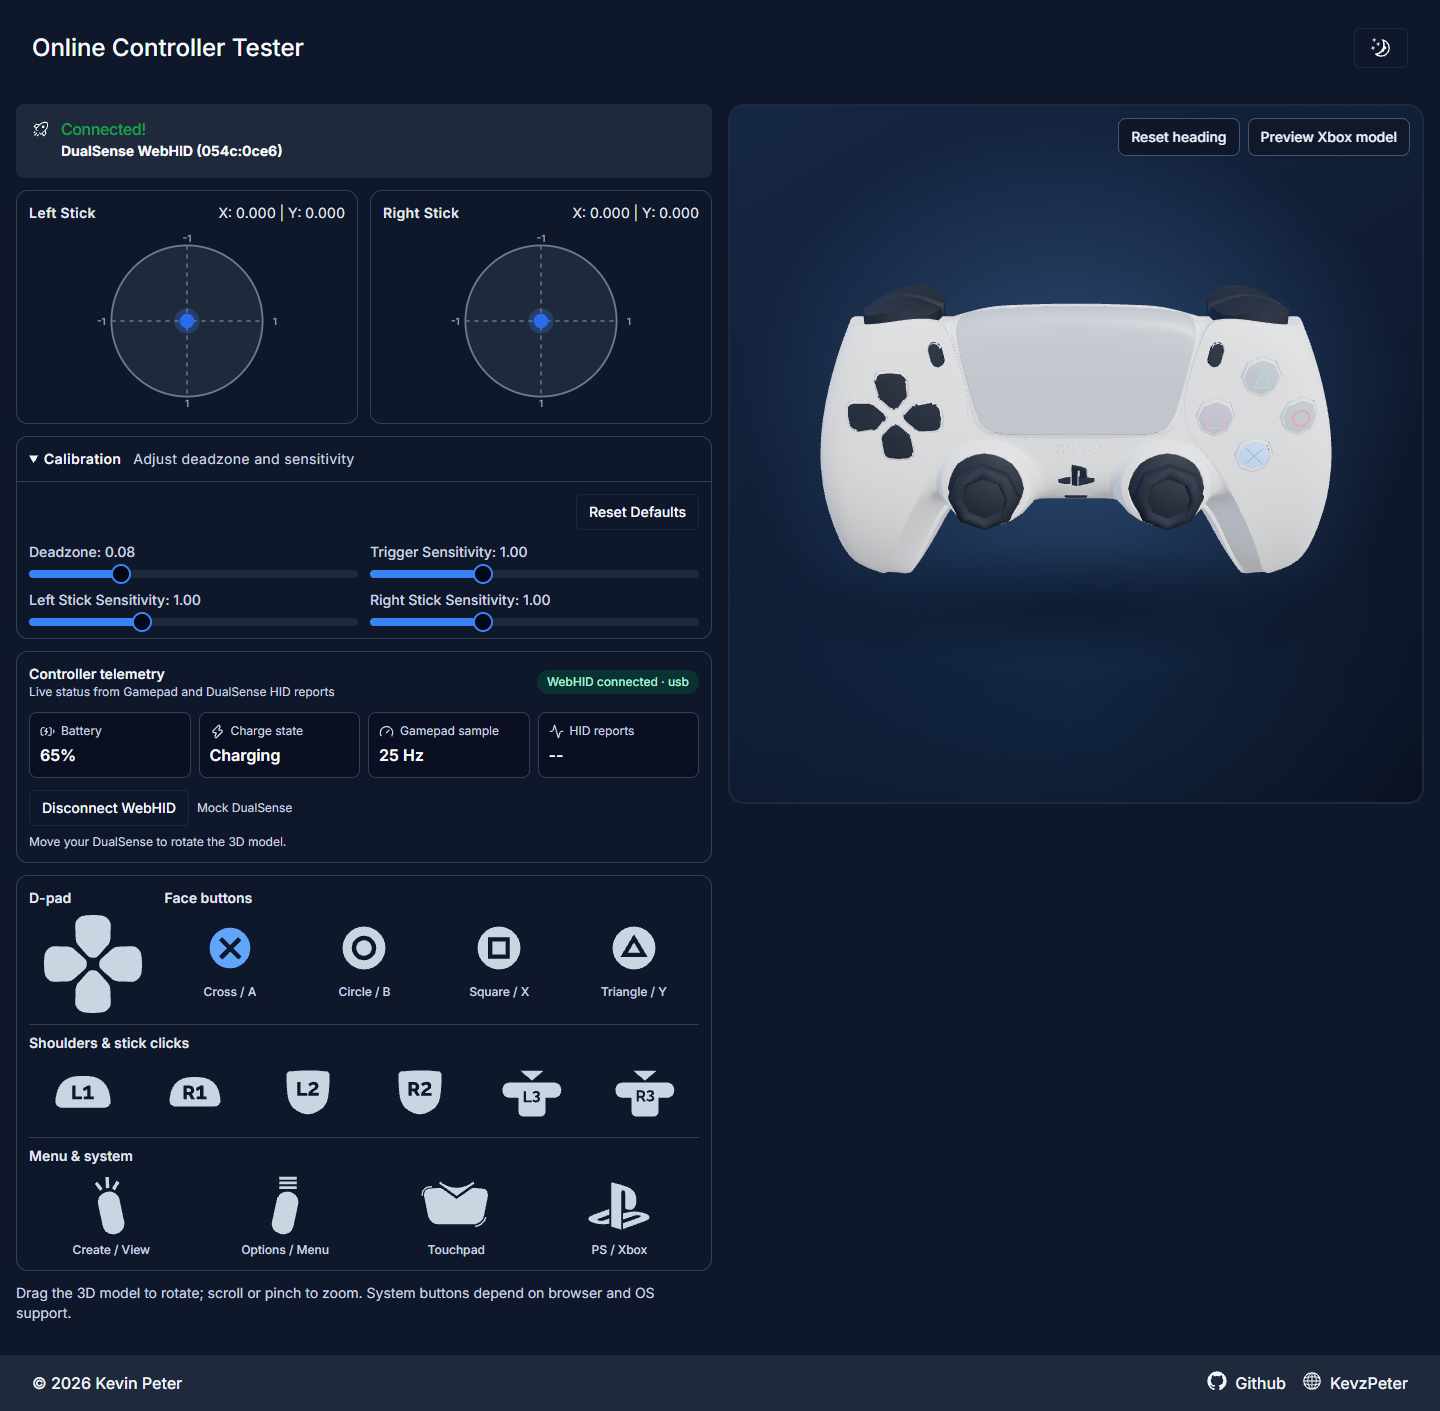 Online Controller Tester
Connected!
DualSense WebHID (054c:0ce6)
Reset heading
Preview Xbox model
Left Stick
X: 0.000 | Y: 0.000
-1
-1
1
1
Right Stick
X: 0.000 | Y: 0.000
-1
-1
1
1
▼ Calibration Adjust deadzone and sensitivity
Reset Defaults
Deadzone: 0.08
Trigger Sensitivity: 1.00
Left Stick Sensitivity: 1.00
Right Stick Sensitivity: 1.00
Controller telemetry
Live status from Gamepad and DualSense HID reports
WebHID connected · usb
Battery
65%
Charge state
Charging
Gamepad sample
25 Hz
HID reports
--
Disconnect WebHID
Mock DualSense
Move your DualSense to rotate the 3D model.
D-pad
Face buttons
Cross / A
Circle / B
Square / X
Triangle / Y
Shoulders & stick clicks
L1
R1
L2
R2
L3
R3
Menu & system
Create / View
Options / Menu
Touchpad
PS / Xbox
Drag the 3D model to rotate; scroll or pinch to zoom. System buttons depend on browser and OS
support.
© 2026 Kevin Peter
Github
KevzPeter